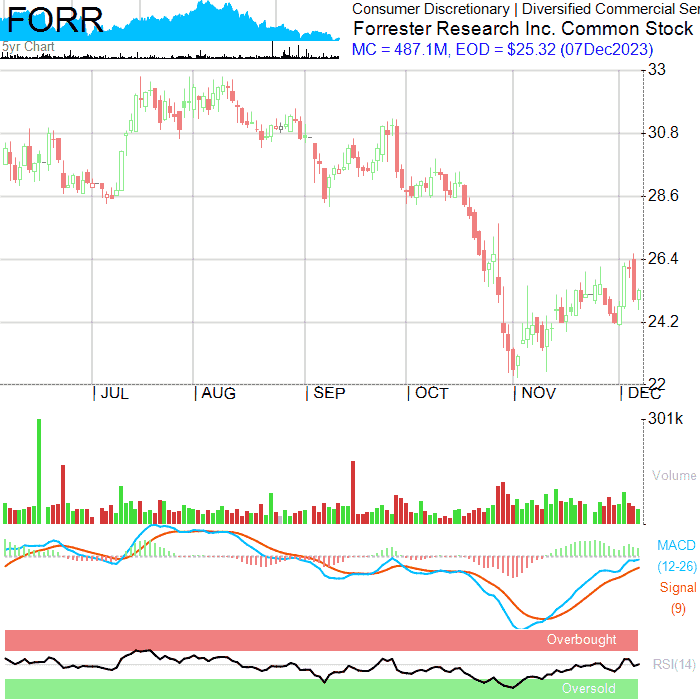 FORR
5yr Chart
Consumer Discretionary | Diversified Commercial Ser
Forrester Research Inc. Common Stock
MC = 487.1M, EOD = $25.32 (07Dec2023)
33
30.8
28.6
26.4
24.2
22
JUL
AUG
SEP
OCT
NOV
DEC
301k
Volume
MACD
(12-26)
Signal
(9)
Overbought
RSI(14)
Oversold